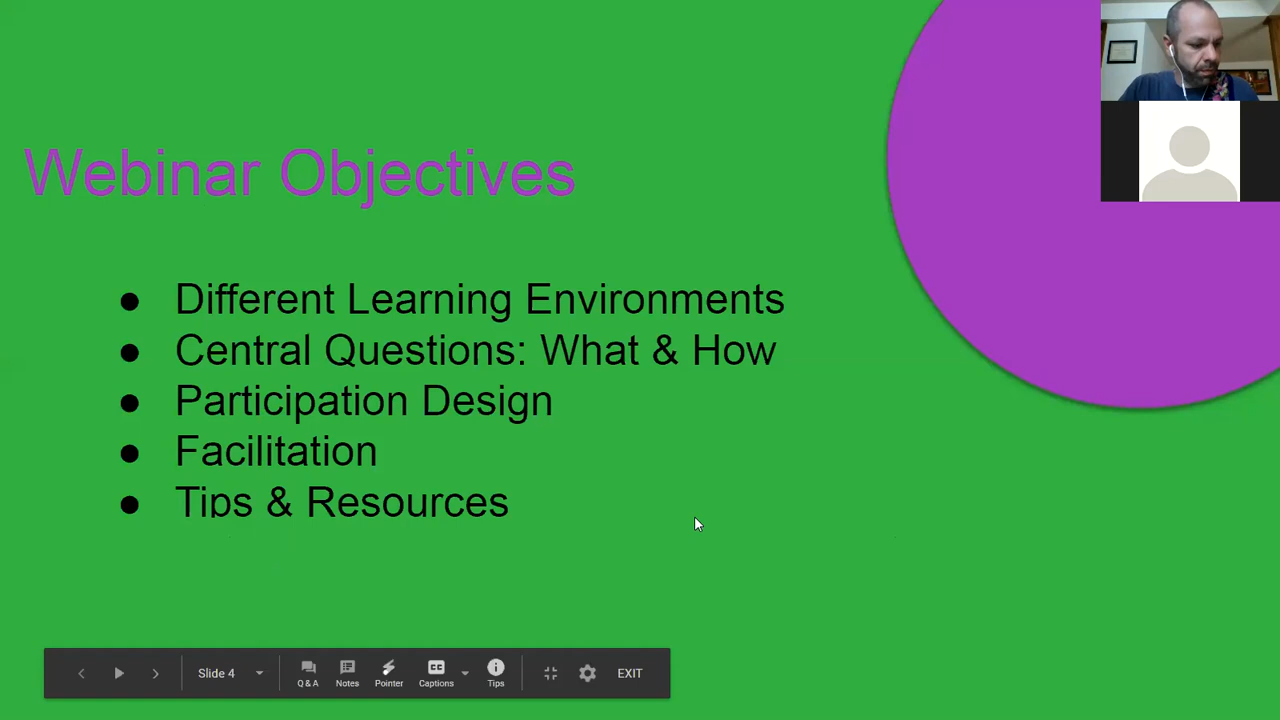 Webinar Objectives
● Different Learning Environments
● Central Questions: What & How
● Participation Design
● Facilitation
● Tips & Resources
Slide 4
Q & A
Notes
Pointer
CC
Captions
Tips
EXIT